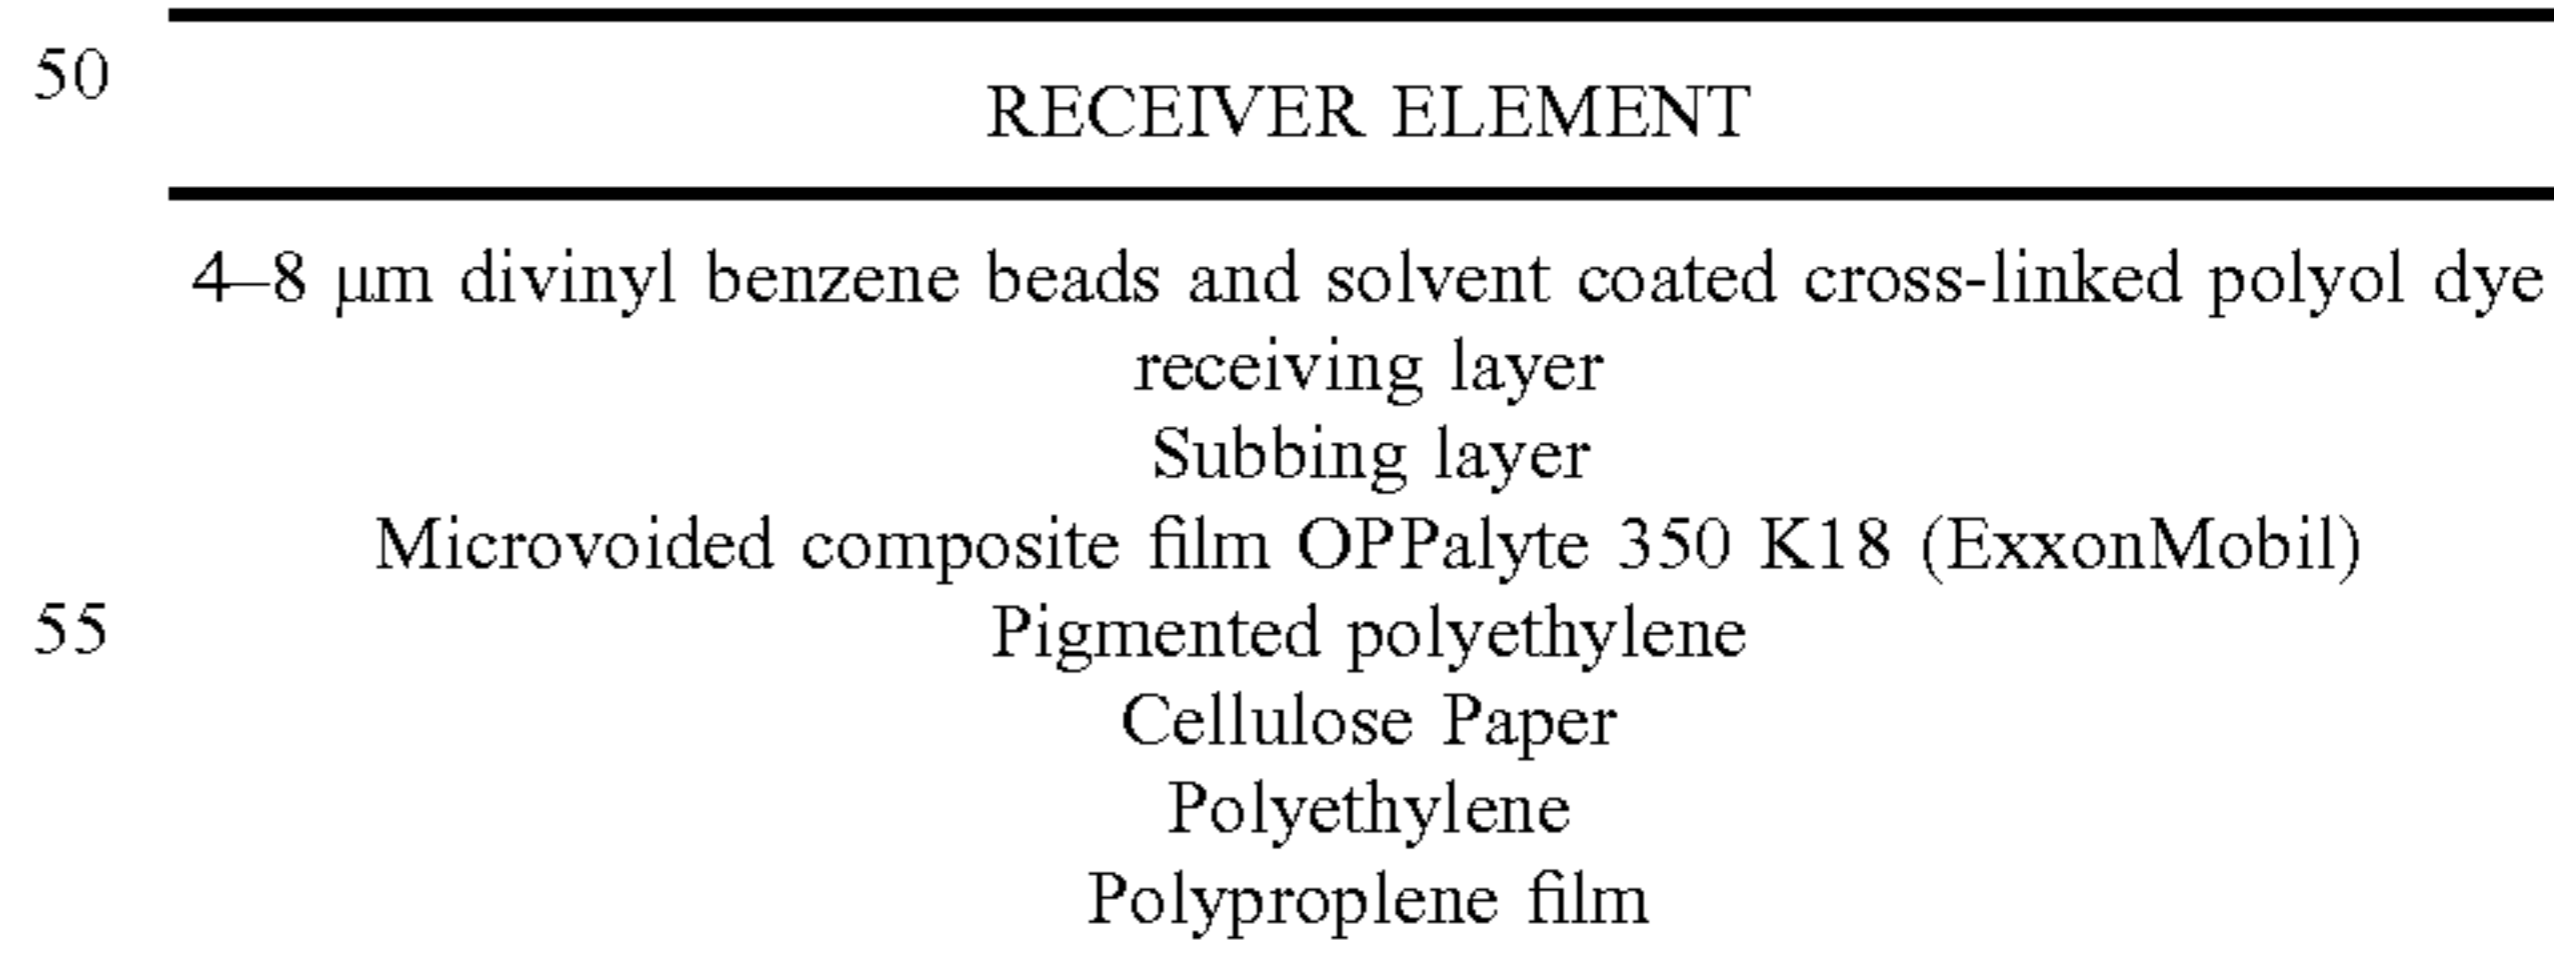 50
RECEIVER ELEMENT
4–8 μm divinyl benzene beads and solvent coated cross-linked polyol dye
receiving layer
Subbing layer
Microvoided composite film OPPalyte 350 K18 (ExxonMobil)
55
Pigmented polyethylene
Cellulose Paper
Polyethylene
Polyproplene film